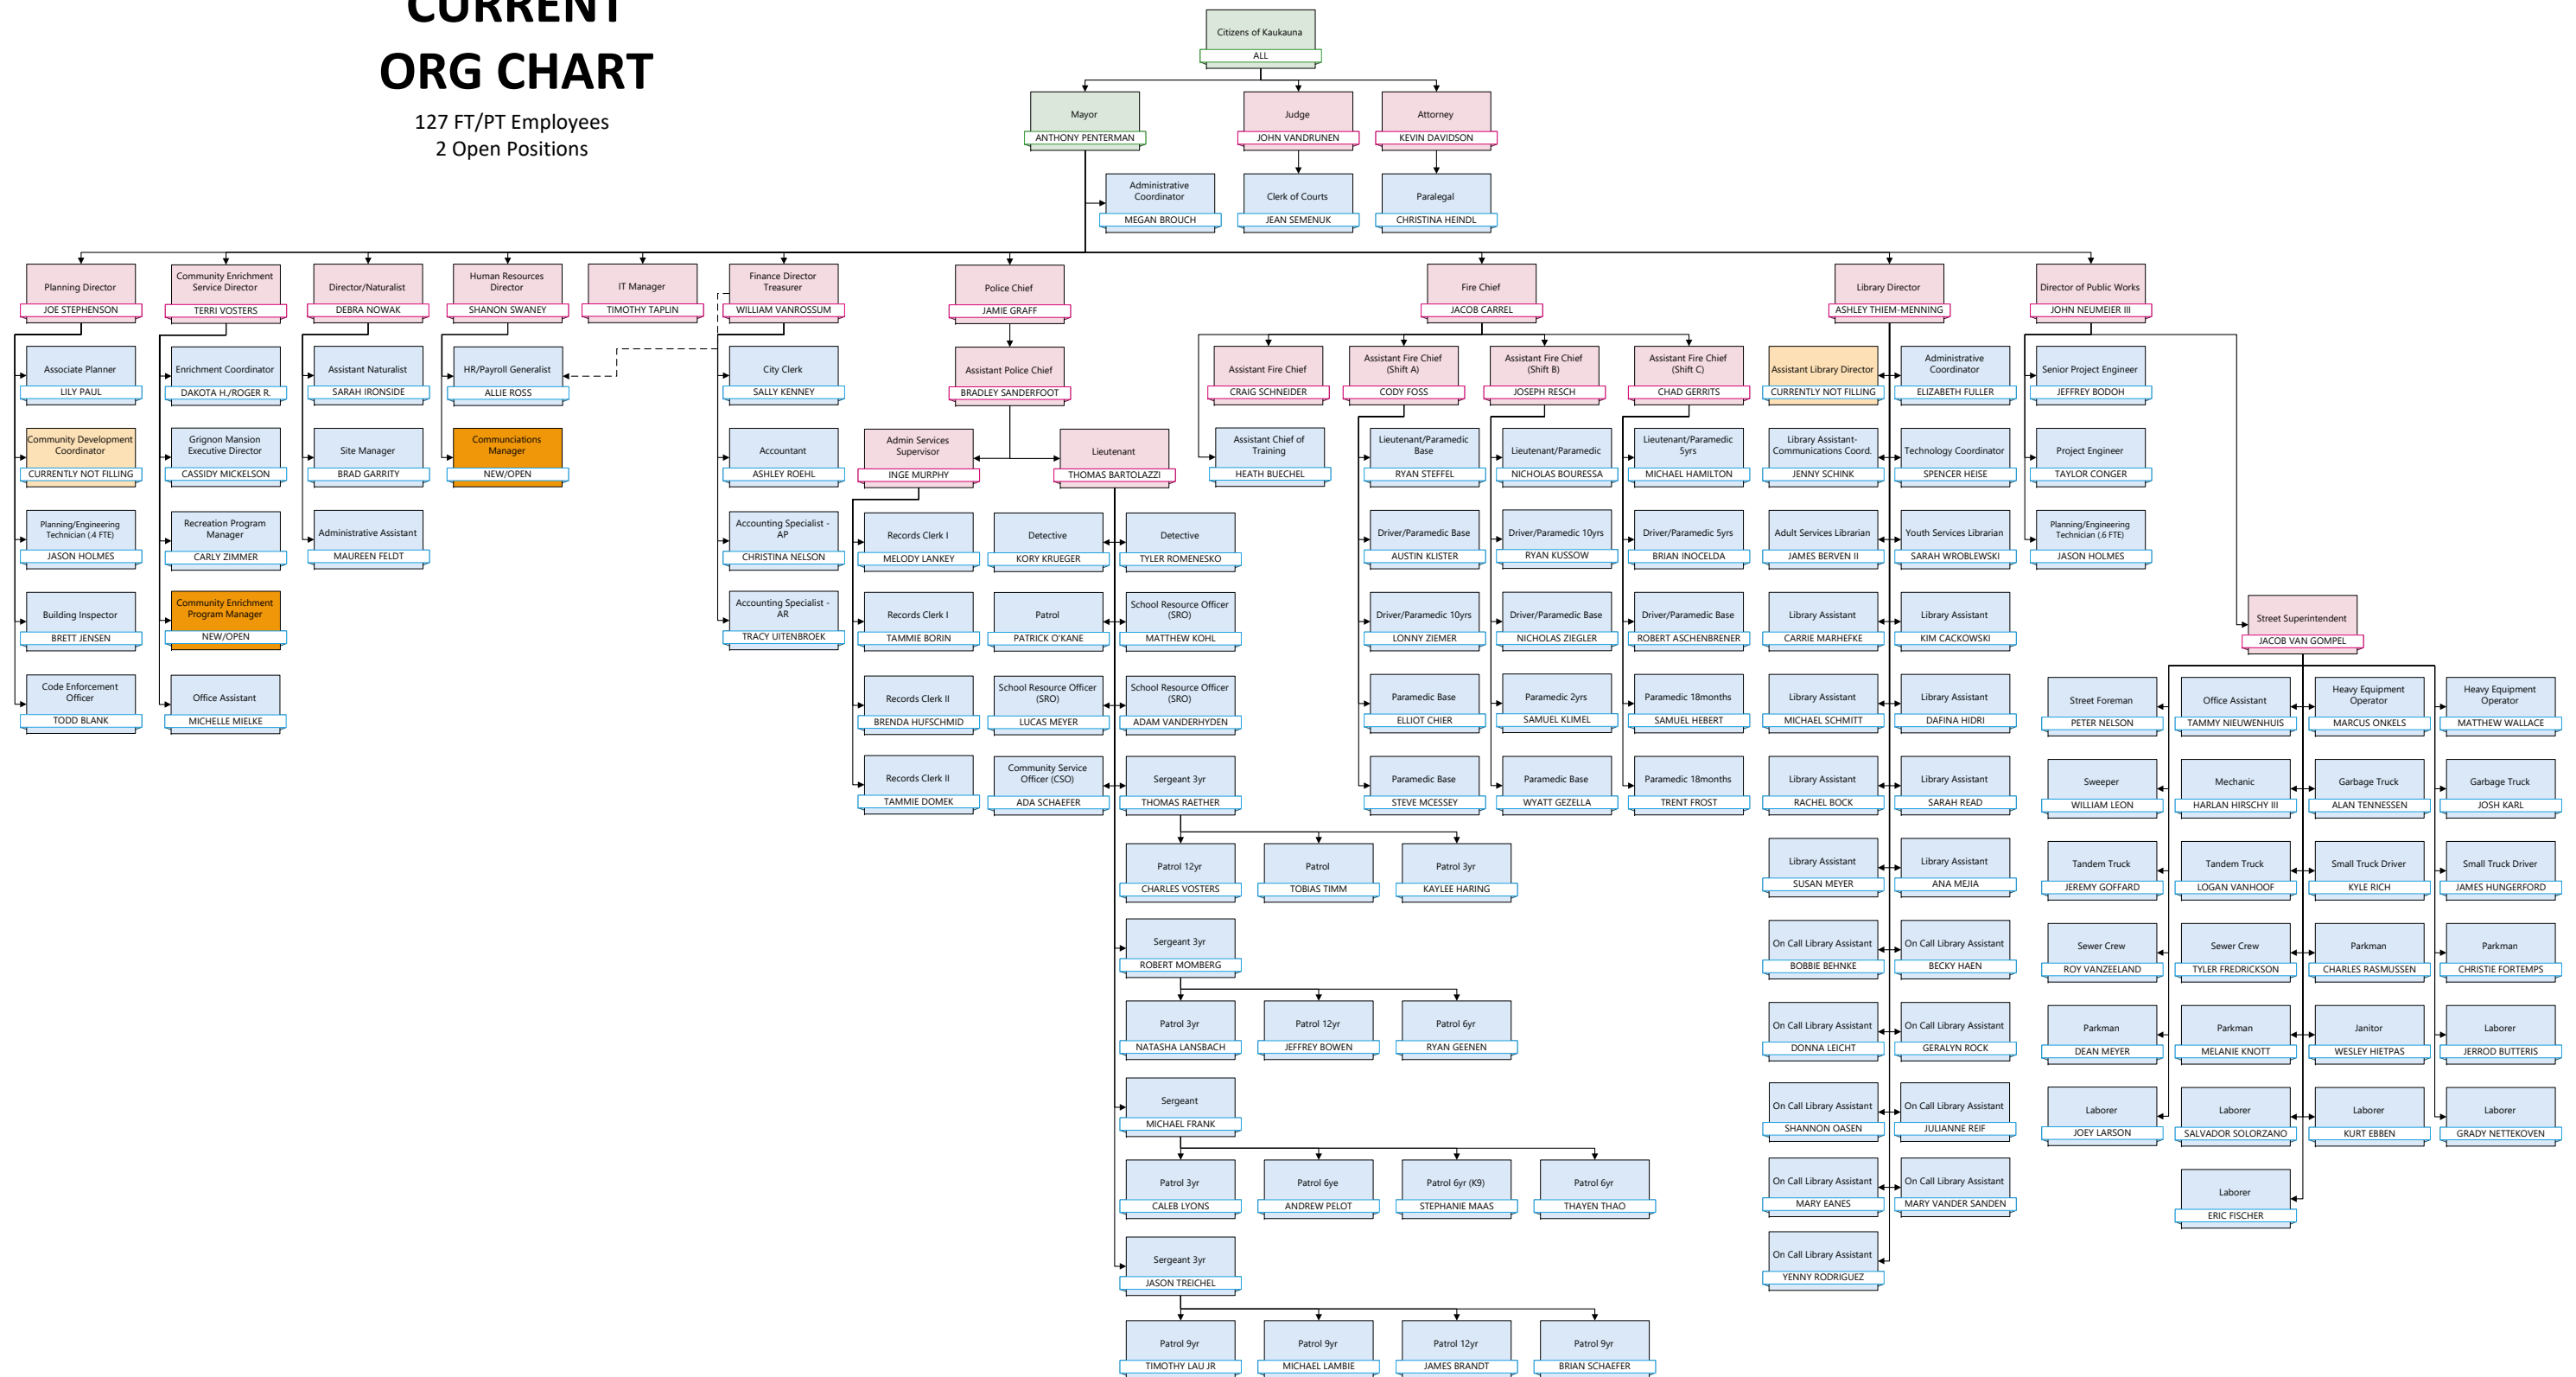 CURRENT
ORG CHART
127 FT/PT Employees
2 Open Positions
Citizens of Kaukauna
ALL
Mayor
ANTHONY PENTERMAN
Judge
JOHN VANDRUNEN
Attorney
KEVIN DAVIDSON
Administrative
Coordinator
MEGAN BROUCH
Clerk of Courts
JEAN SEMENUK
Paralegal
CHRISTINA HEINDL
Planning Director
JOE STEPHENSON
Community Enrichment
Service Director
TERRI VOSTERS
Director/Naturalist
DEBRA NOWAK
Human Resources
Director
SHANON SWANEY
IT Manager
TIMOTHY TAPLIN
Finance Director
Treasurer
WILLIAM VANROSSUM
Police Chief
JAMIE GRAFF
Fire Chief
JACOB CARREL
Library Director
ASHLEY THIEM-MENNING
Director of Public Works
JOHN NEUMEIER III
Associate Planner
LILY PAUL
Community Development
Coordinator
CURRENTLY NOT FILLING
Planning/Engineering
Technician (.4 FTE)
JASON HOLMES
Building Inspector
BRETT JENSEN
Code Enforcement
Officer
TODD BLANK
Enrichment Coordinator
DAKOTA H./ROGER R.
Grignon Mansion
Executive Director
CASSIDY MICKELSON
Recreation Program
Manager
CARLY ZIMMER
Community Enrichment
Program Manager
NEW/OPEN
Office Assistant
MICHELLE MIELKE
Assistant Naturalist
SARAH IRONSIDE
Site Manager
BRAD GARRITY
Administrative Assistant
MAUREEN FELDT
HR/Payroll Generalist
ALLIE ROSS
Communciations
Manager
NEW/OPEN
City Clerk
SALLY KENNEY
Accountant
ASHLEY ROEHL
Accounting Specialist -
AP
CHRISTINA NELSON
Accounting Specialist -
AR
TRACY UITENBROEK
Assistant Police Chief
BRADLEY SANDERFOOT
Admin Services
Supervisor
INGE MURPHY
Lieutenant
THOMAS BARTOLAZZI
Records Clerk I
MELODY LANKEY
Records Clerk I
TAMMIE BORIN
Records Clerk II
BRENDA HUFSCHMID
Records Clerk II
TAMMIE DOMEK
Detective
KORY KRUEGER
Detective
TYLER ROMENESKO
Patrol
PATRICK O'KANE
School Resource Officer
(SRO)
MATTHEW KOHL
School Resource Officer
(SRO)
LUCAS MEYER
School Resource Officer
(SRO)
ADAM VANDERHYDEN
Community Service
Officer (CSO)
ADA SCHAEFER
Sergeant 3yr
THOMAS RAETHER
Patrol 12yr
CHARLES VOSTERS
Patrol
TOBIAS TIMM
Patrol 3yr
KAYLEE HARING
Sergeant 3yr
ROBERT MOMBERG
Patrol 3yr
NATASHA LANSBACH
Patrol 12yr
JEFFREY BOWEN
Patrol 6yr
RYAN GEENEN
Sergeant
MICHAEL FRANK
Patrol 3yr
CALEB LYONS
Patrol 6ye
ANDREW PELOT
Patrol 6yr (K9)
STEPHANIE MAAS
Patrol 6yr
THAYEN THAO
Sergeant 3yr
JASON TREICHEL
Patrol 9yr
TIMOTHY LAU JR
Patrol 9yr
MICHAEL LAMBIE
Patrol 12yr
JAMES BRANDT
Patrol 9yr
BRIAN SCHAEFER
Assistant Fire Chief
CRAIG SCHNEIDER
Assistant Fire Chief
(Shift A)
CODY FOSS
Assistant Fire Chief
(Shift B)
JOSEPH RESCH
Assistant Fire Chief
(Shift C)
CHAD GERRITS
Assistant Chief of
Training
HEATH BUECHEL
Lieutenant/Paramedic
Base
RYAN STEFFEL
Driver/Paramedic Base
AUSTIN KLISTER
Driver/Paramedic 10yrs
LONNY ZIEMER
Paramedic Base
ELLIOT CHIER
Paramedic Base
STEVE MCESSEY
Lieutenant/Paramedic
NICHOLAS BOURESSA
Driver/Paramedic 10yrs
RYAN KUSSOW
Driver/Paramedic Base
NICHOLAS ZIEGLER
Paramedic 2yrs
SAMUEL KLIMEL
Paramedic Base
WYATT GEZELLA
Lieutenant/Paramedic
5yrs
MICHAEL HAMILTON
Driver/Paramedic 5yrs
BRIAN INOCELDA
Driver/Paramedic Base
ROBERT ASCHENBRENER
Paramedic 18months
SAMUEL HEBERT
Paramedic 18months
TRENT FROST
Assistant Library Director
CURRENTLY NOT FILLING
Administrative
Coordinator
ELIZABETH FULLER
Library Assistant-
Communications Coord.
JENNY SCHINK
Technology Coordinator
SPENCER HEISE
Adult Services Librarian
JAMES BERVEN II
Youth Services Librarian
SARAH WROBLEWSKI
Library Assistant
CARRIE MARHEFKE
Library Assistant
KIM CACKOWSKI
Library Assistant
MICHAEL SCHMITT
Library Assistant
DAFINA HIDRI
Library Assistant
RACHEL BOCK
Library Assistant
SARAH READ
Library Assistant
SUSAN MEYER
Library Assistant
ANA MEJIA
On Call Library Assistant
BOBBIE BEHNKE
On Call Library Assistant
BECKY HAEN
On Call Library Assistant
DONNA LEICHT
On Call Library Assistant
GERALYN ROCK
On Call Library Assistant
SHANNON OASEN
On Call Library Assistant
JULIANNE REIF
On Call Library Assistant
MARY EANES
On Call Library Assistant
MARY VANDER SANDEN
On Call Library Assistant
YENNY RODRIGUEZ
Senior Project Engineer
JEFFREY BODOH
Project Engineer
TAYLOR CONGER
Planning/Engineering
Technician (.6 FTE)
JASON HOLMES
Street Superintendent
JACOB VAN GOMPEL
Street Foreman
PETER NELSON
Office Assistant
TAMMY NIEUWENHUIS
Heavy Equipment
Operator
MARCUS ONKELS
Heavy Equipment
Operator
MATTHEW WALLACE
Sweeper
WILLIAM LEON
Mechanic
HARLAN HIRSCHY III
Garbage Truck
ALAN TENNESSEN
Garbage Truck
JOSH KARL
Tandem Truck
JEREMY GOFFARD
Tandem Truck
LOGAN VANHOOF
Small Truck Driver
KYLE RICH
Small Truck Driver
JAMES HUNGERFORD
Sewer Crew
ROY VANZEELAND
Sewer Crew
TYLER FREDRICKSON
Parkman
CHARLES RASMUSSEN
Parkman
CHRISTIE FORTEMPS
Parkman
DEAN MEYER
Parkman
MELANIE KNOTT
Janitor
WESLEY HIETPAS
Laborer
JERROD BUTTERIS
Laborer
JOEY LARSON
Laborer
SALVADOR SOLORZANO
Laborer
KURT EBBEN
Laborer
GRADY NETTEKOVEN
Laborer
ERIC FISCHER